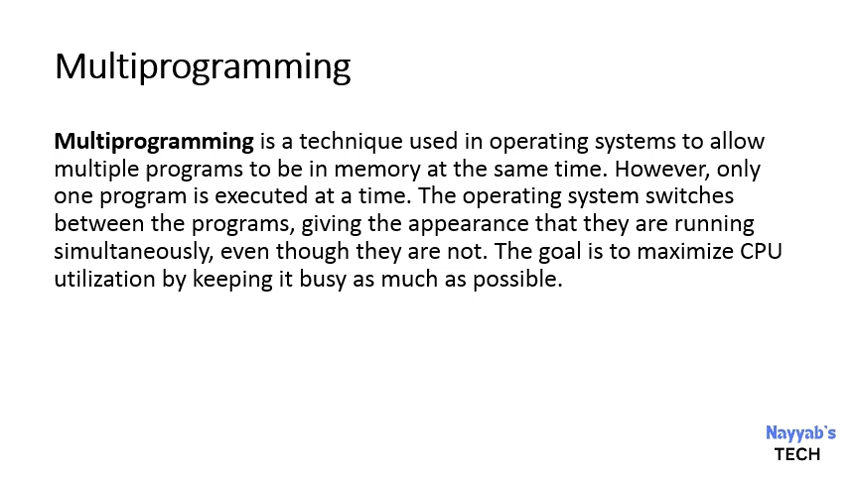 Multiprogramming
Multiprogramming is a technique used in operating systems to allow
multiple programs to be in memory at the same time. However, only
one program is executed at a time. The operating system switches
between the programs, giving the appearance that they are running
simultaneously, even though they are not. The goal is to maximize CPU
utilization by keeping it busy as much as possible.
Nayyab's
TECH